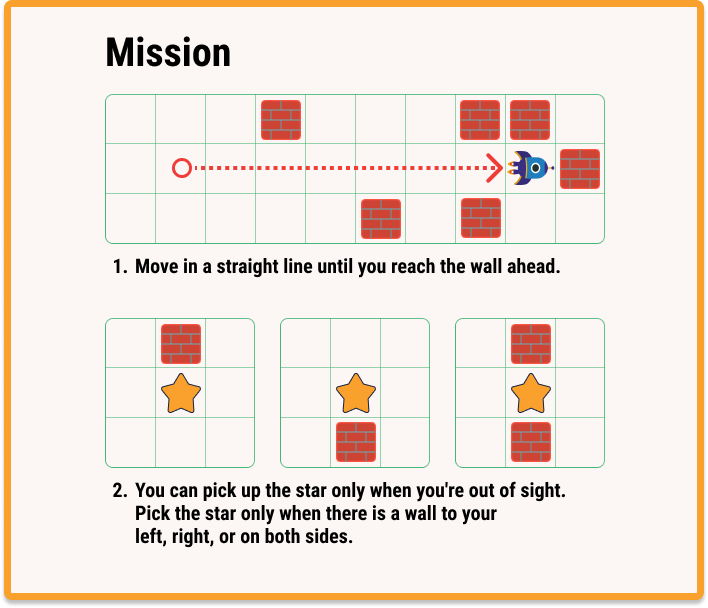 Mission
1. Move in a straight line until you reach the wall ahead.
2. You can pick up the star only when you're out of sight.
Pick the star only when there is a wall to your
left, right, or on both sides.